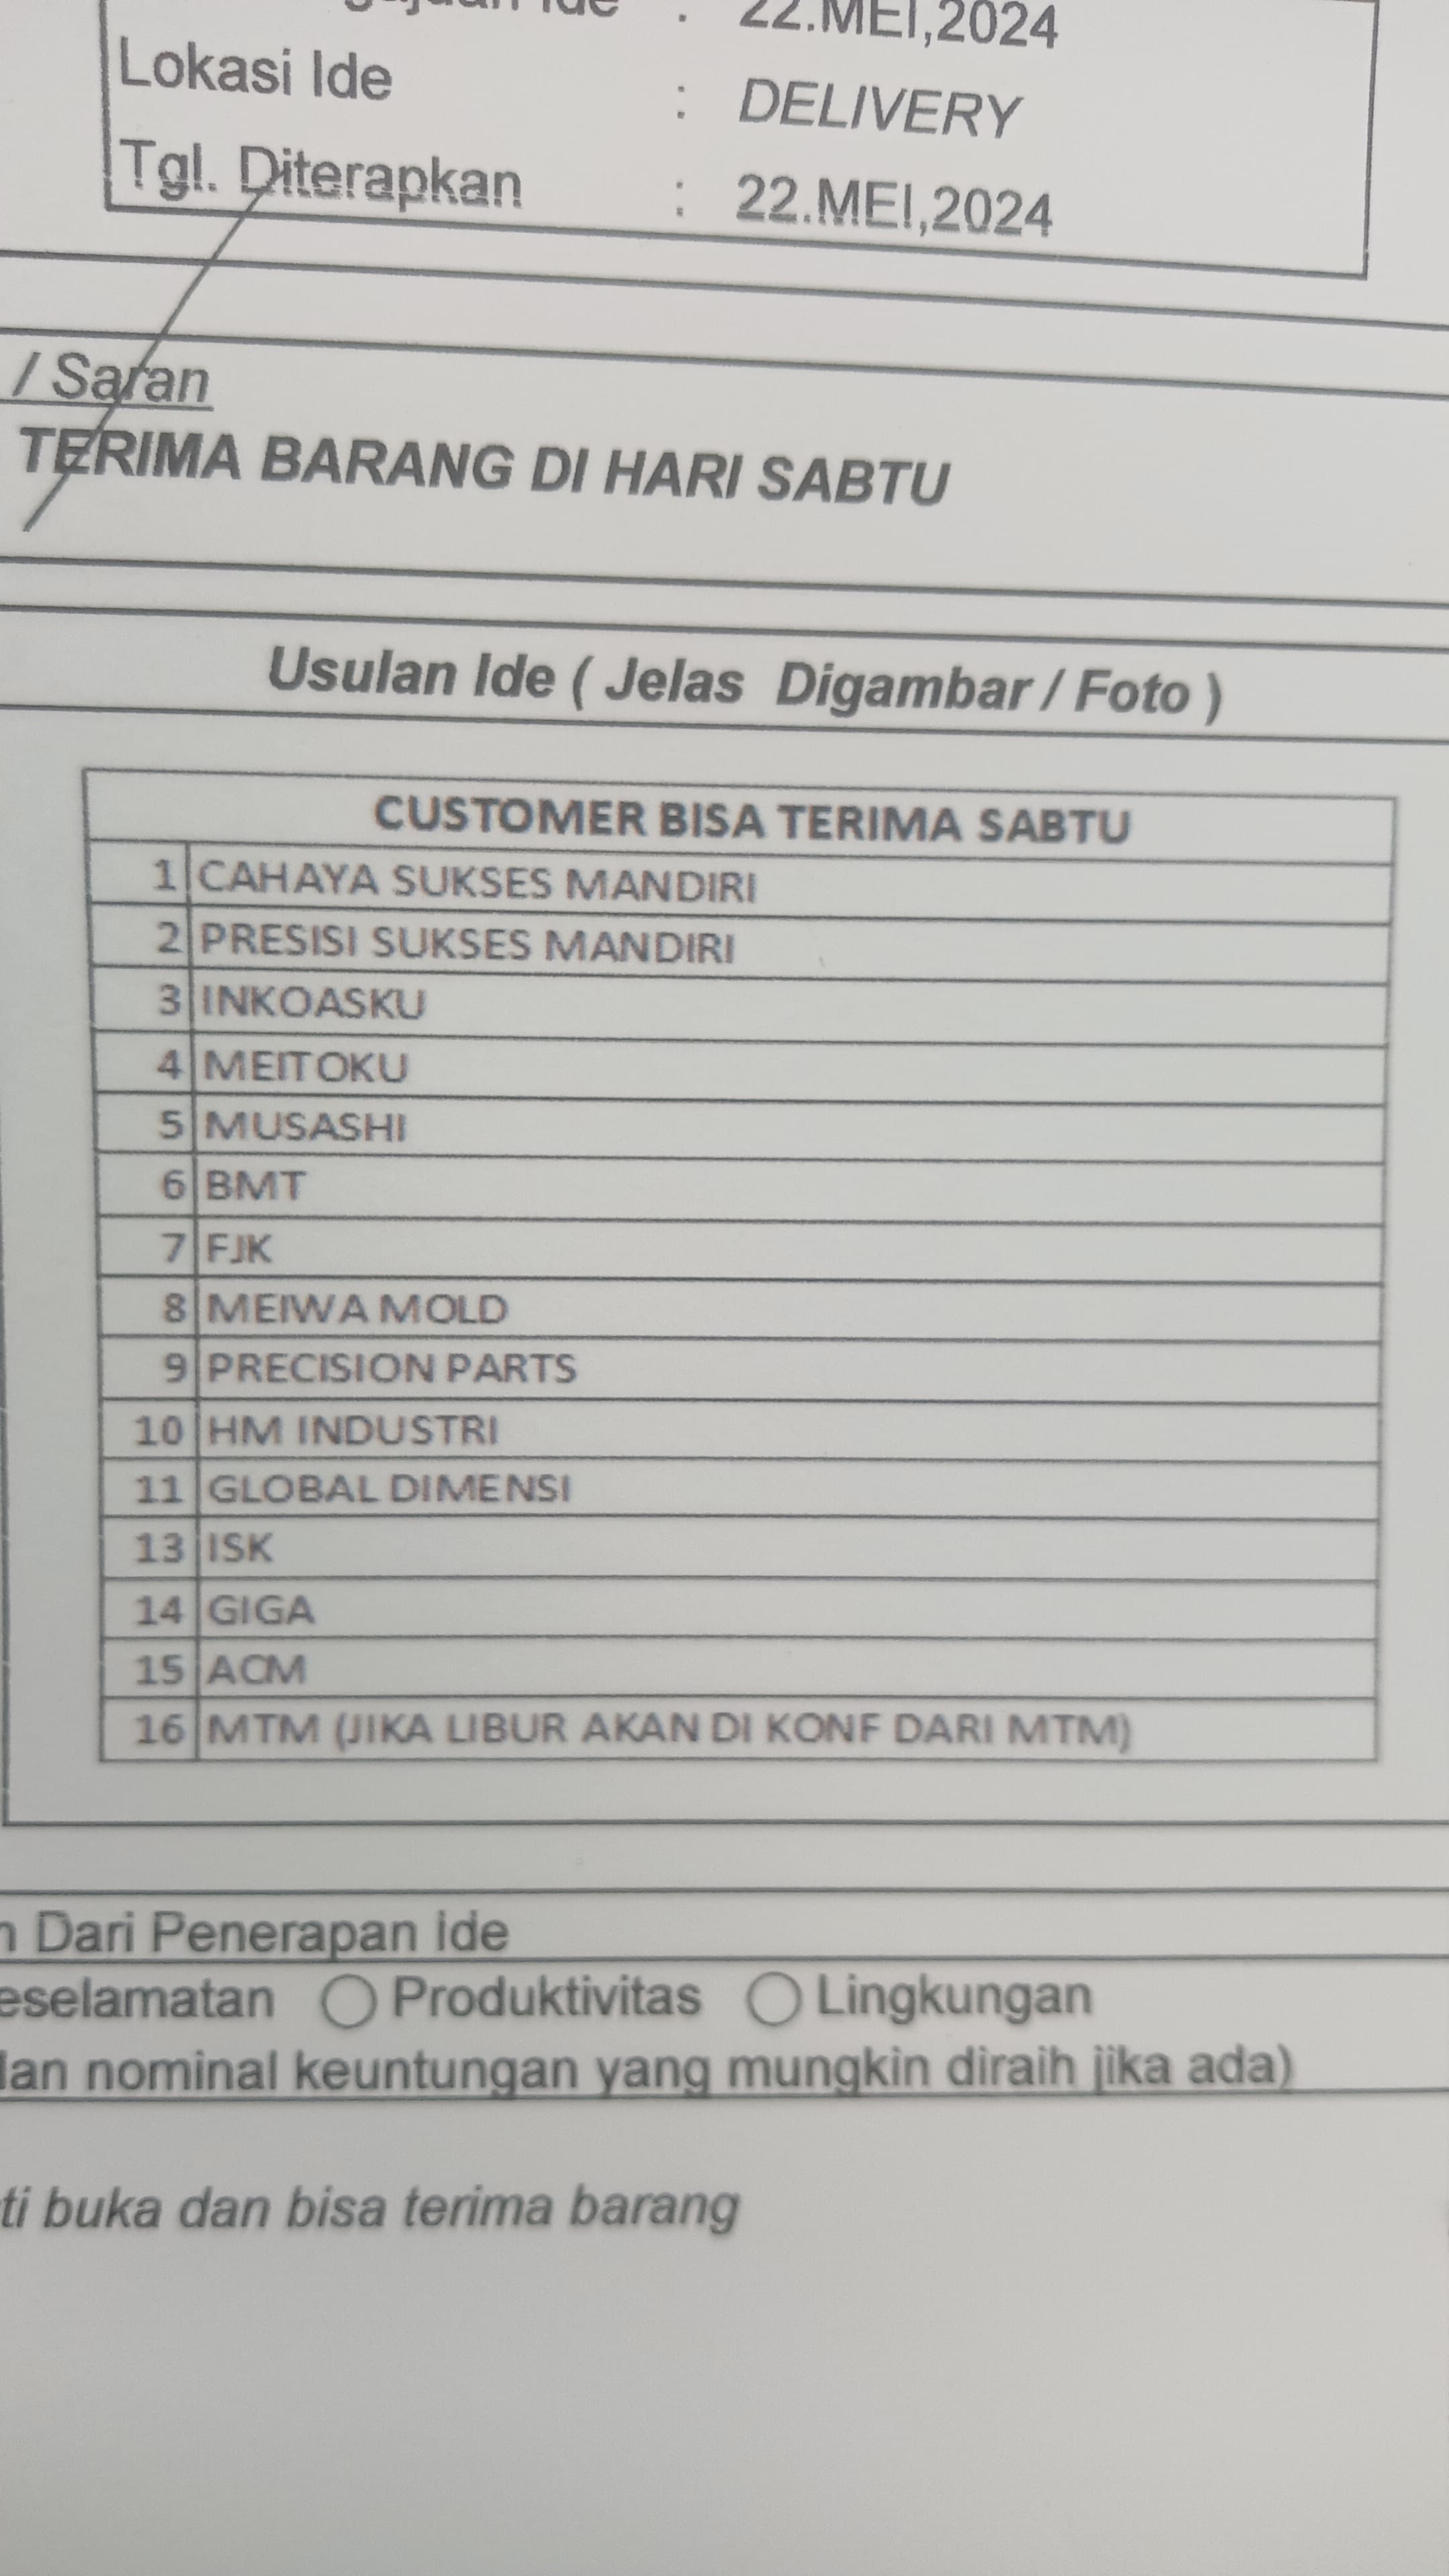 Ide : 22.MEI,2024
Lokasi Ide : DELIVERY
Tgl. Diterapkan : 22.MEI,2024
/ Saran
TERIMA BARANG DI HARI SABTU
Usulan Ide ( Jelas Digambar / Foto )
CUSTOMER BISA TERIMA SABTU
1 CAHAYA SUKSES MANDIRI
2 PRESISI SUKSES MANDIRI
3 INKOASKU
4 MEITOKU
5 MUSASHI
6 BMT
7 FJK
8 MEIWA MOLD
9 PRECISION PARTS
10 HM INDUSTRI
11 GLOBAL DIMENSI
13 ISK
14 GIGA
15 ACM
16 MTM (JIKA LIBUR AKAN DI KONF DARI MTM)
n Dari Penerapan Ide
eselamatan Produktivitas Lingkungan
lan nominal keuntungan yang mungkin diraih jika ada)
ti buka dan bisa terima barang